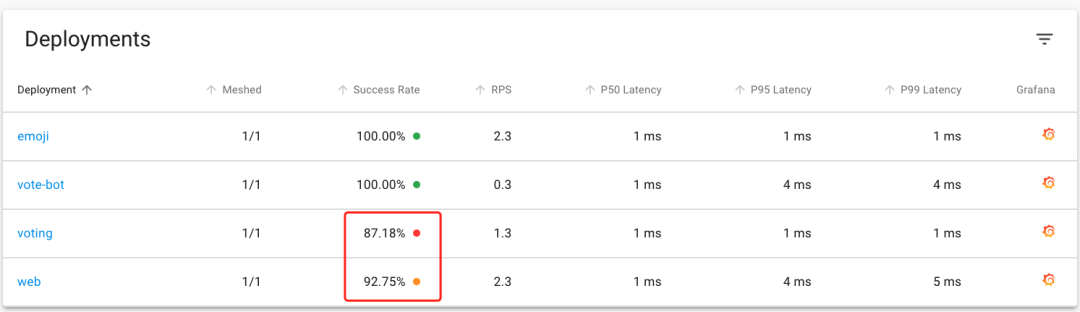 Deployments
Deployment Meshed Success Rate RPS P50 Latency P95 Latency P99 Latency Grafana
emoji 1/1 100.00% 2.3 1 ms 1 ms 1 ms
vote-bot 1/1 100.00% 0.3 1 ms 4 ms 4 ms
voting 1/1 87.18% 1.3 1 ms 1 ms 1 ms
web 1/1 92.75% 2.3 1 ms 4 ms 5 ms